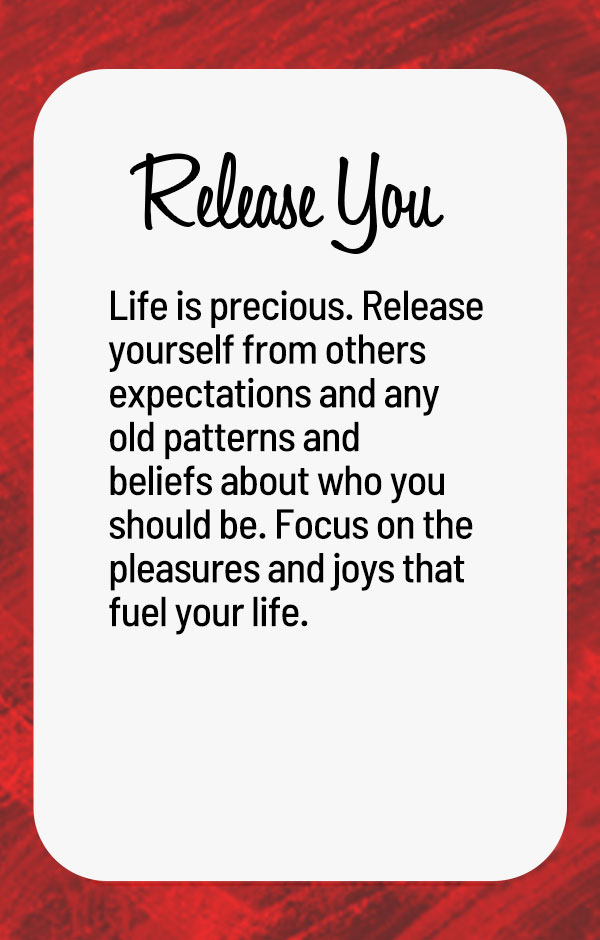 Release You
Life is precious. Release
yourself from others
expectations and any
old patterns and
beliefs about who you
should be. Focus on the
pleasures and joys that
fuel your life.